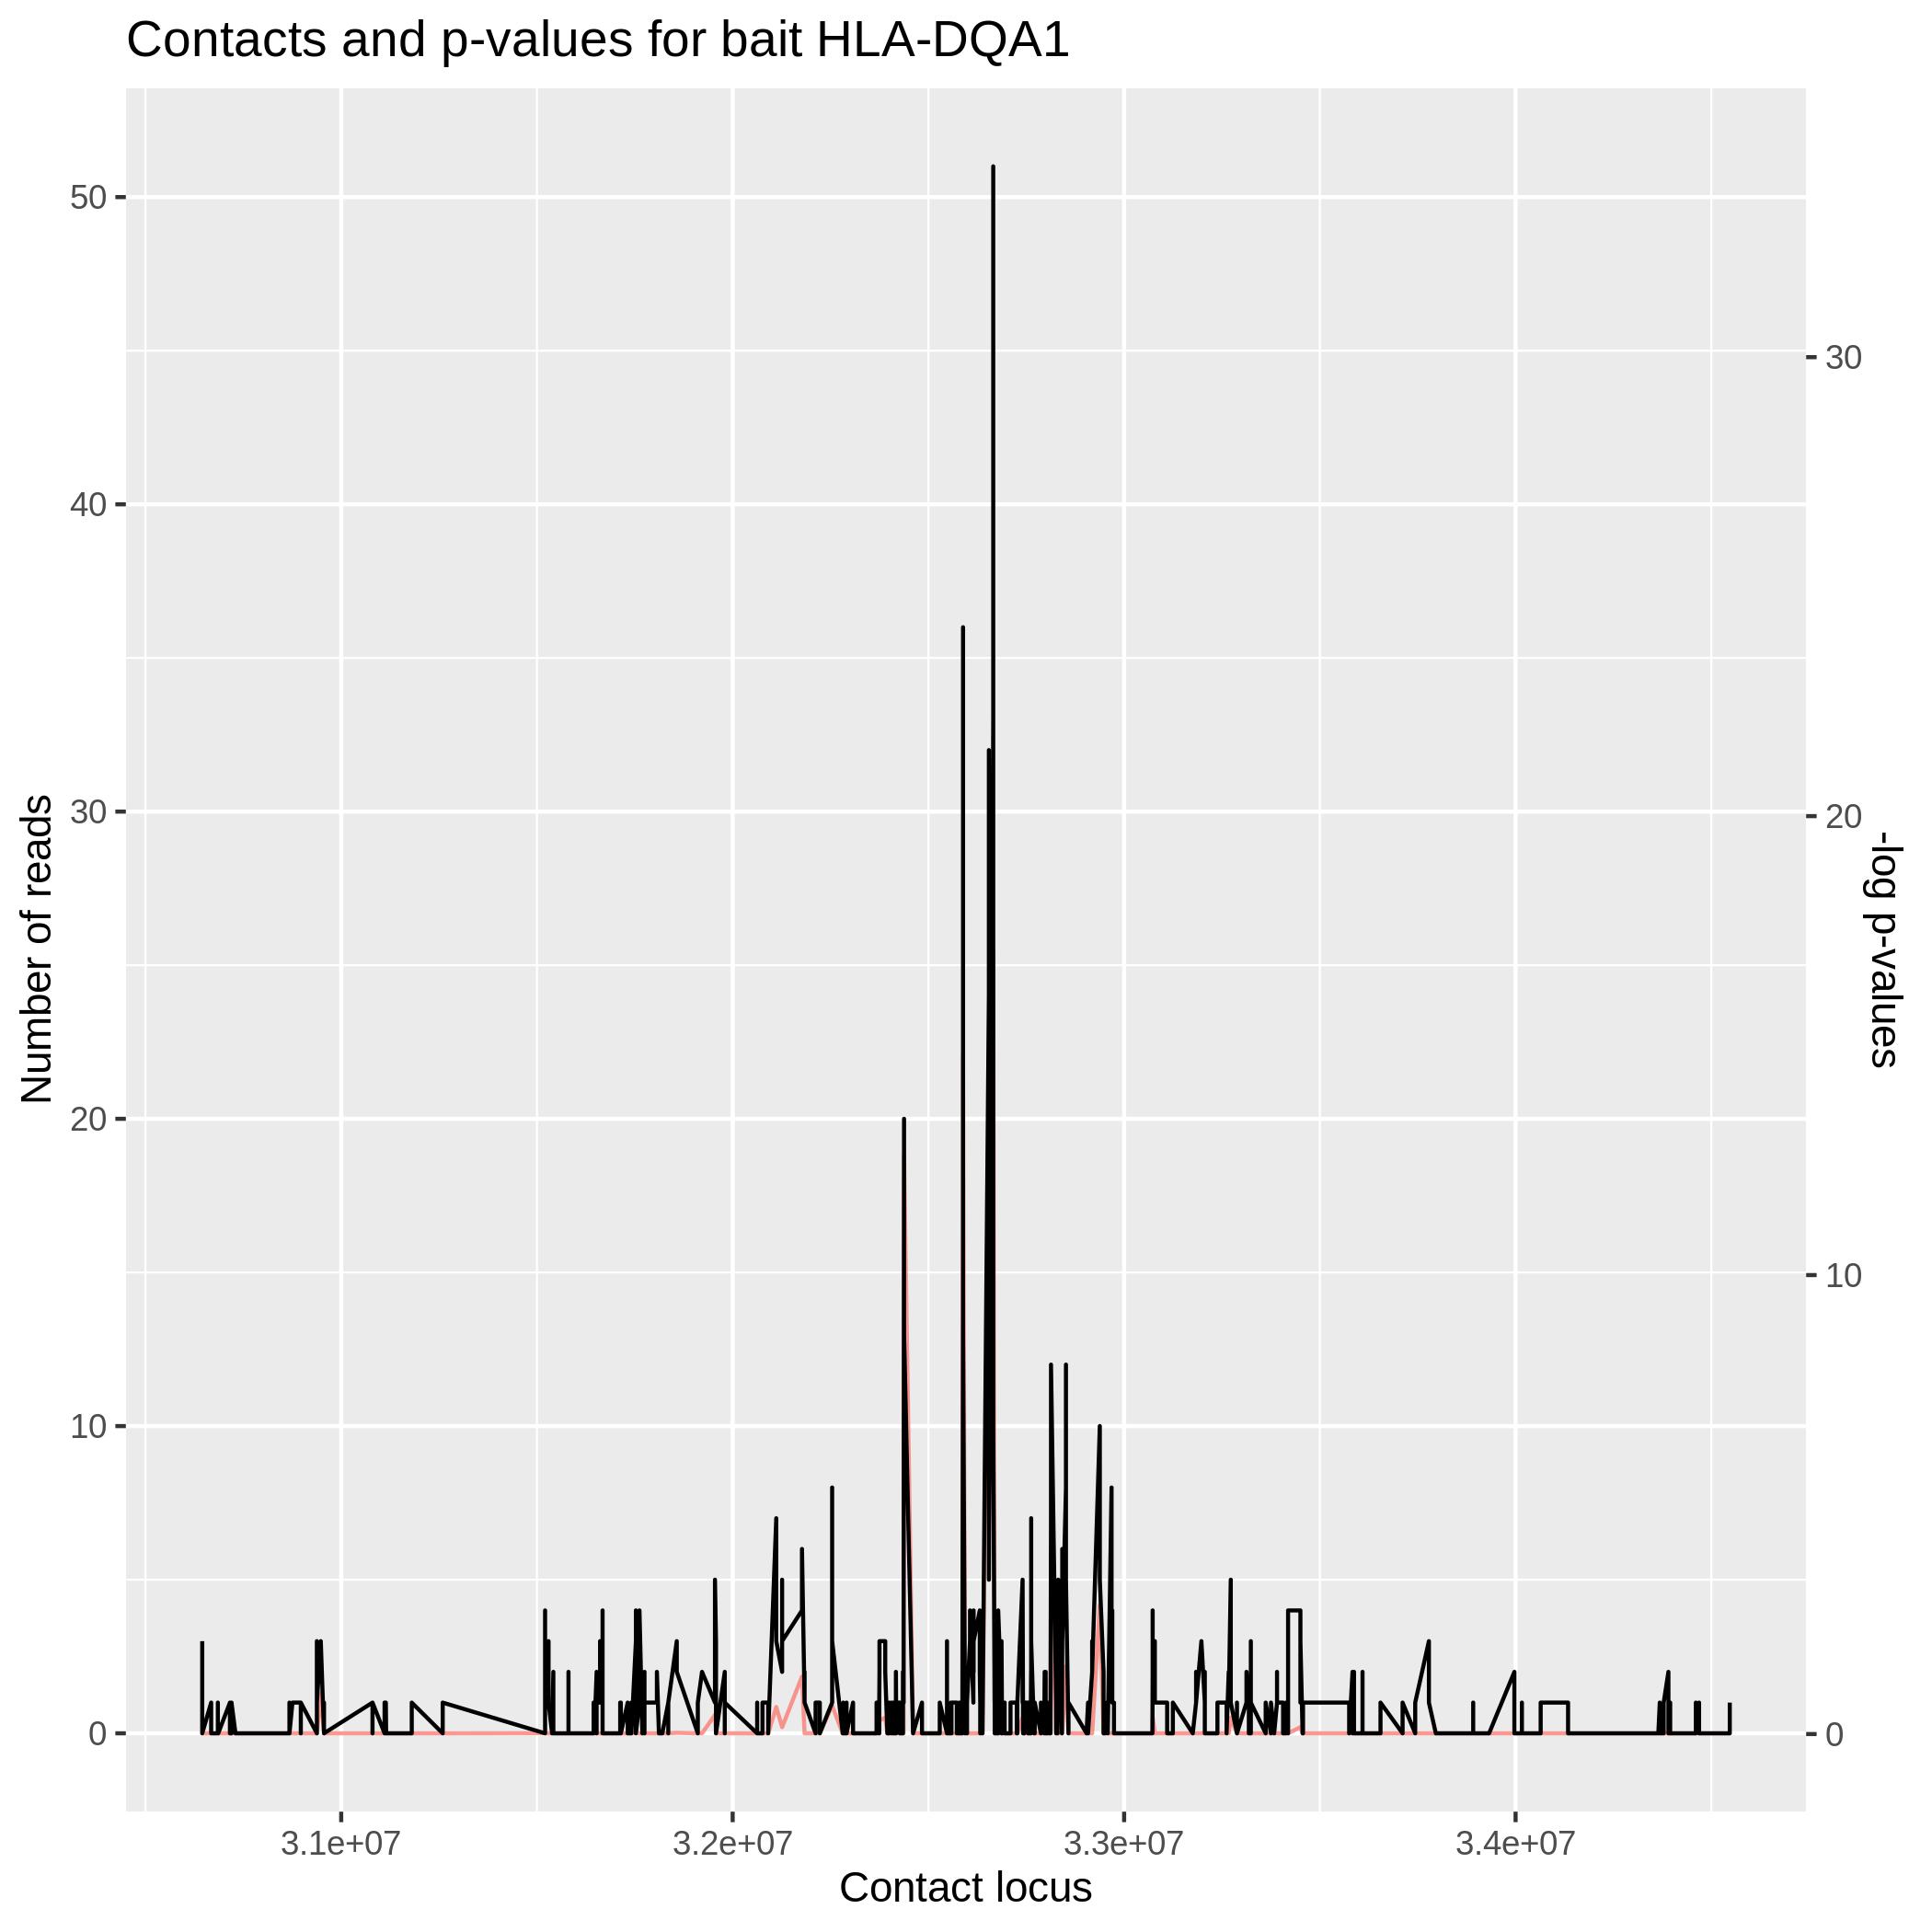 Contacts and p-values for bait HLA-DQA1
50
40
30
20
10
0
Number of reads
30
20
10
0
-log p-values
3.1e+07
3.2e+07
3.3e+07
3.4e+07
Contact locus